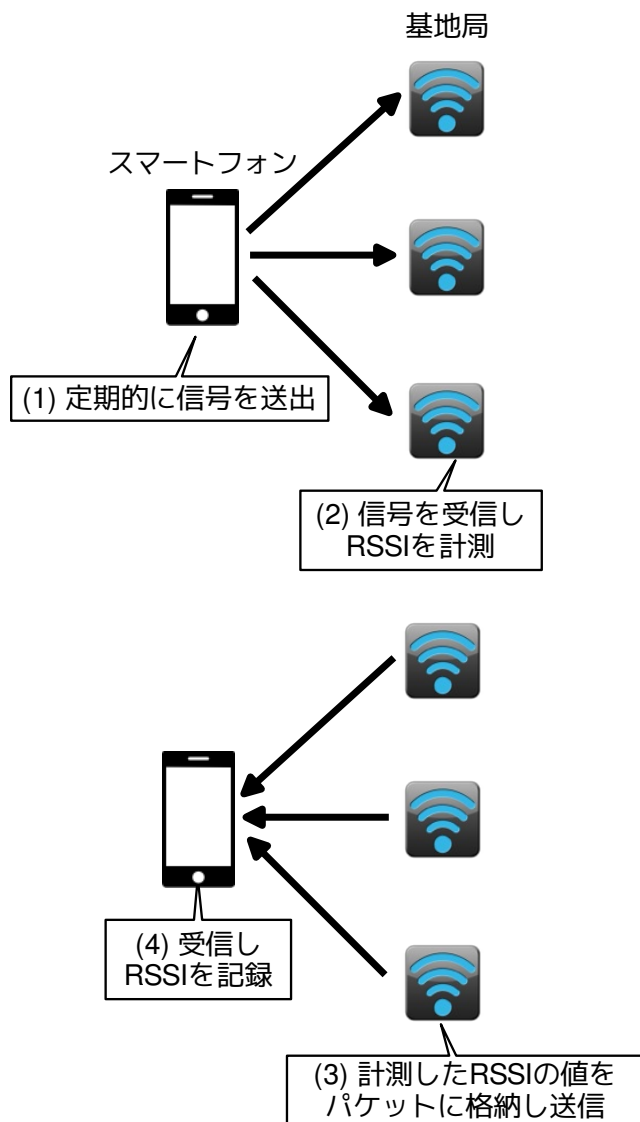 基地局
スマートフォン
(1) 定期的に信号を送出
(2) 信号を受信し
RSSIを計測
(4) 受信し
RSSIを記録
(3) 計測したRSSIの値を
パケットに格納し送信